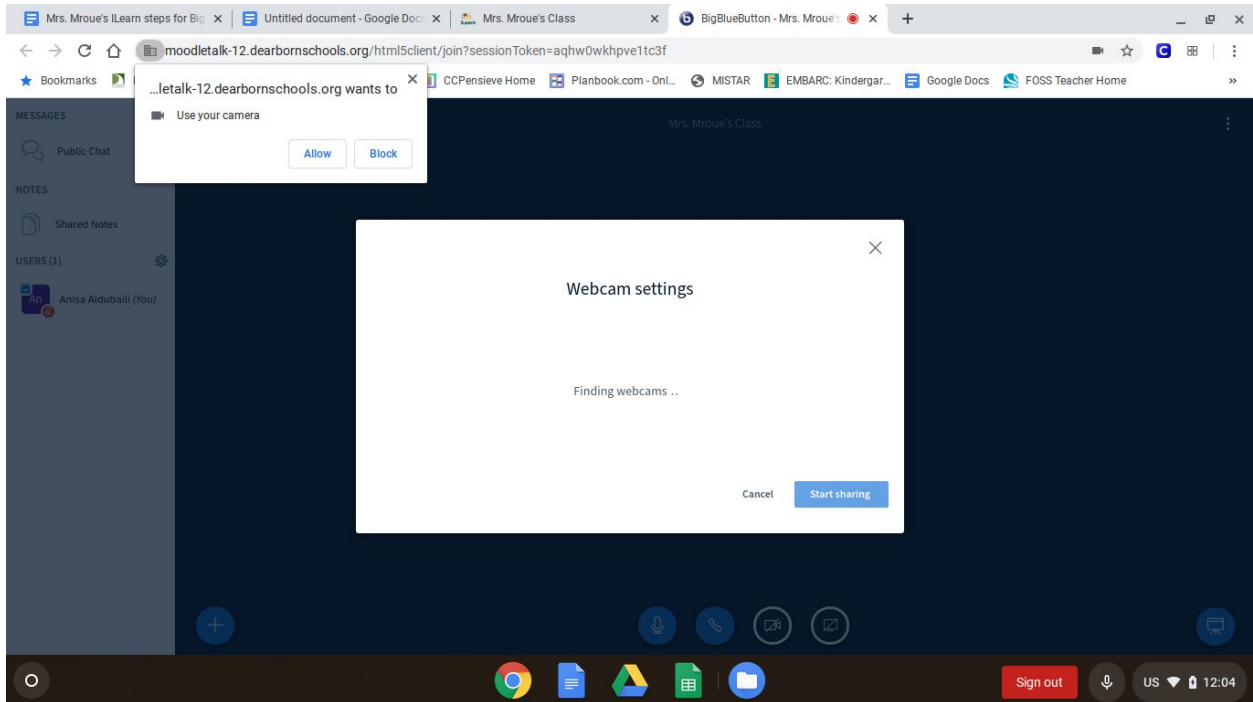 Mrs. Mroue's ILearn steps for Big
Untitled document - Google Doc
Mrs. Mroue's Class
BigBlueButton - Mrs. Mroue's
moodletalk-12.dearbornschools.org/html5client/join?sessionToken=aqhw0wkhpve1tc3f
Bookmarks
CCPensieve Home
Planbook.com - Onl...
MISTAR
EMBARC: Kindergar...
Google Docs
FOSS Teacher Home
»
...letalk-12.dearbornschools.org wants to
Use your camera
Allow
Block
MESSAGES
Public Chat
NOTES
Shared Notes
USERS (1)
An
Anisa Aldubaili (You)
Mrs. Mroue's Class
Webcam settings
Finding webcams ..
Cancel
Start sharing
Sign out
US
12:04